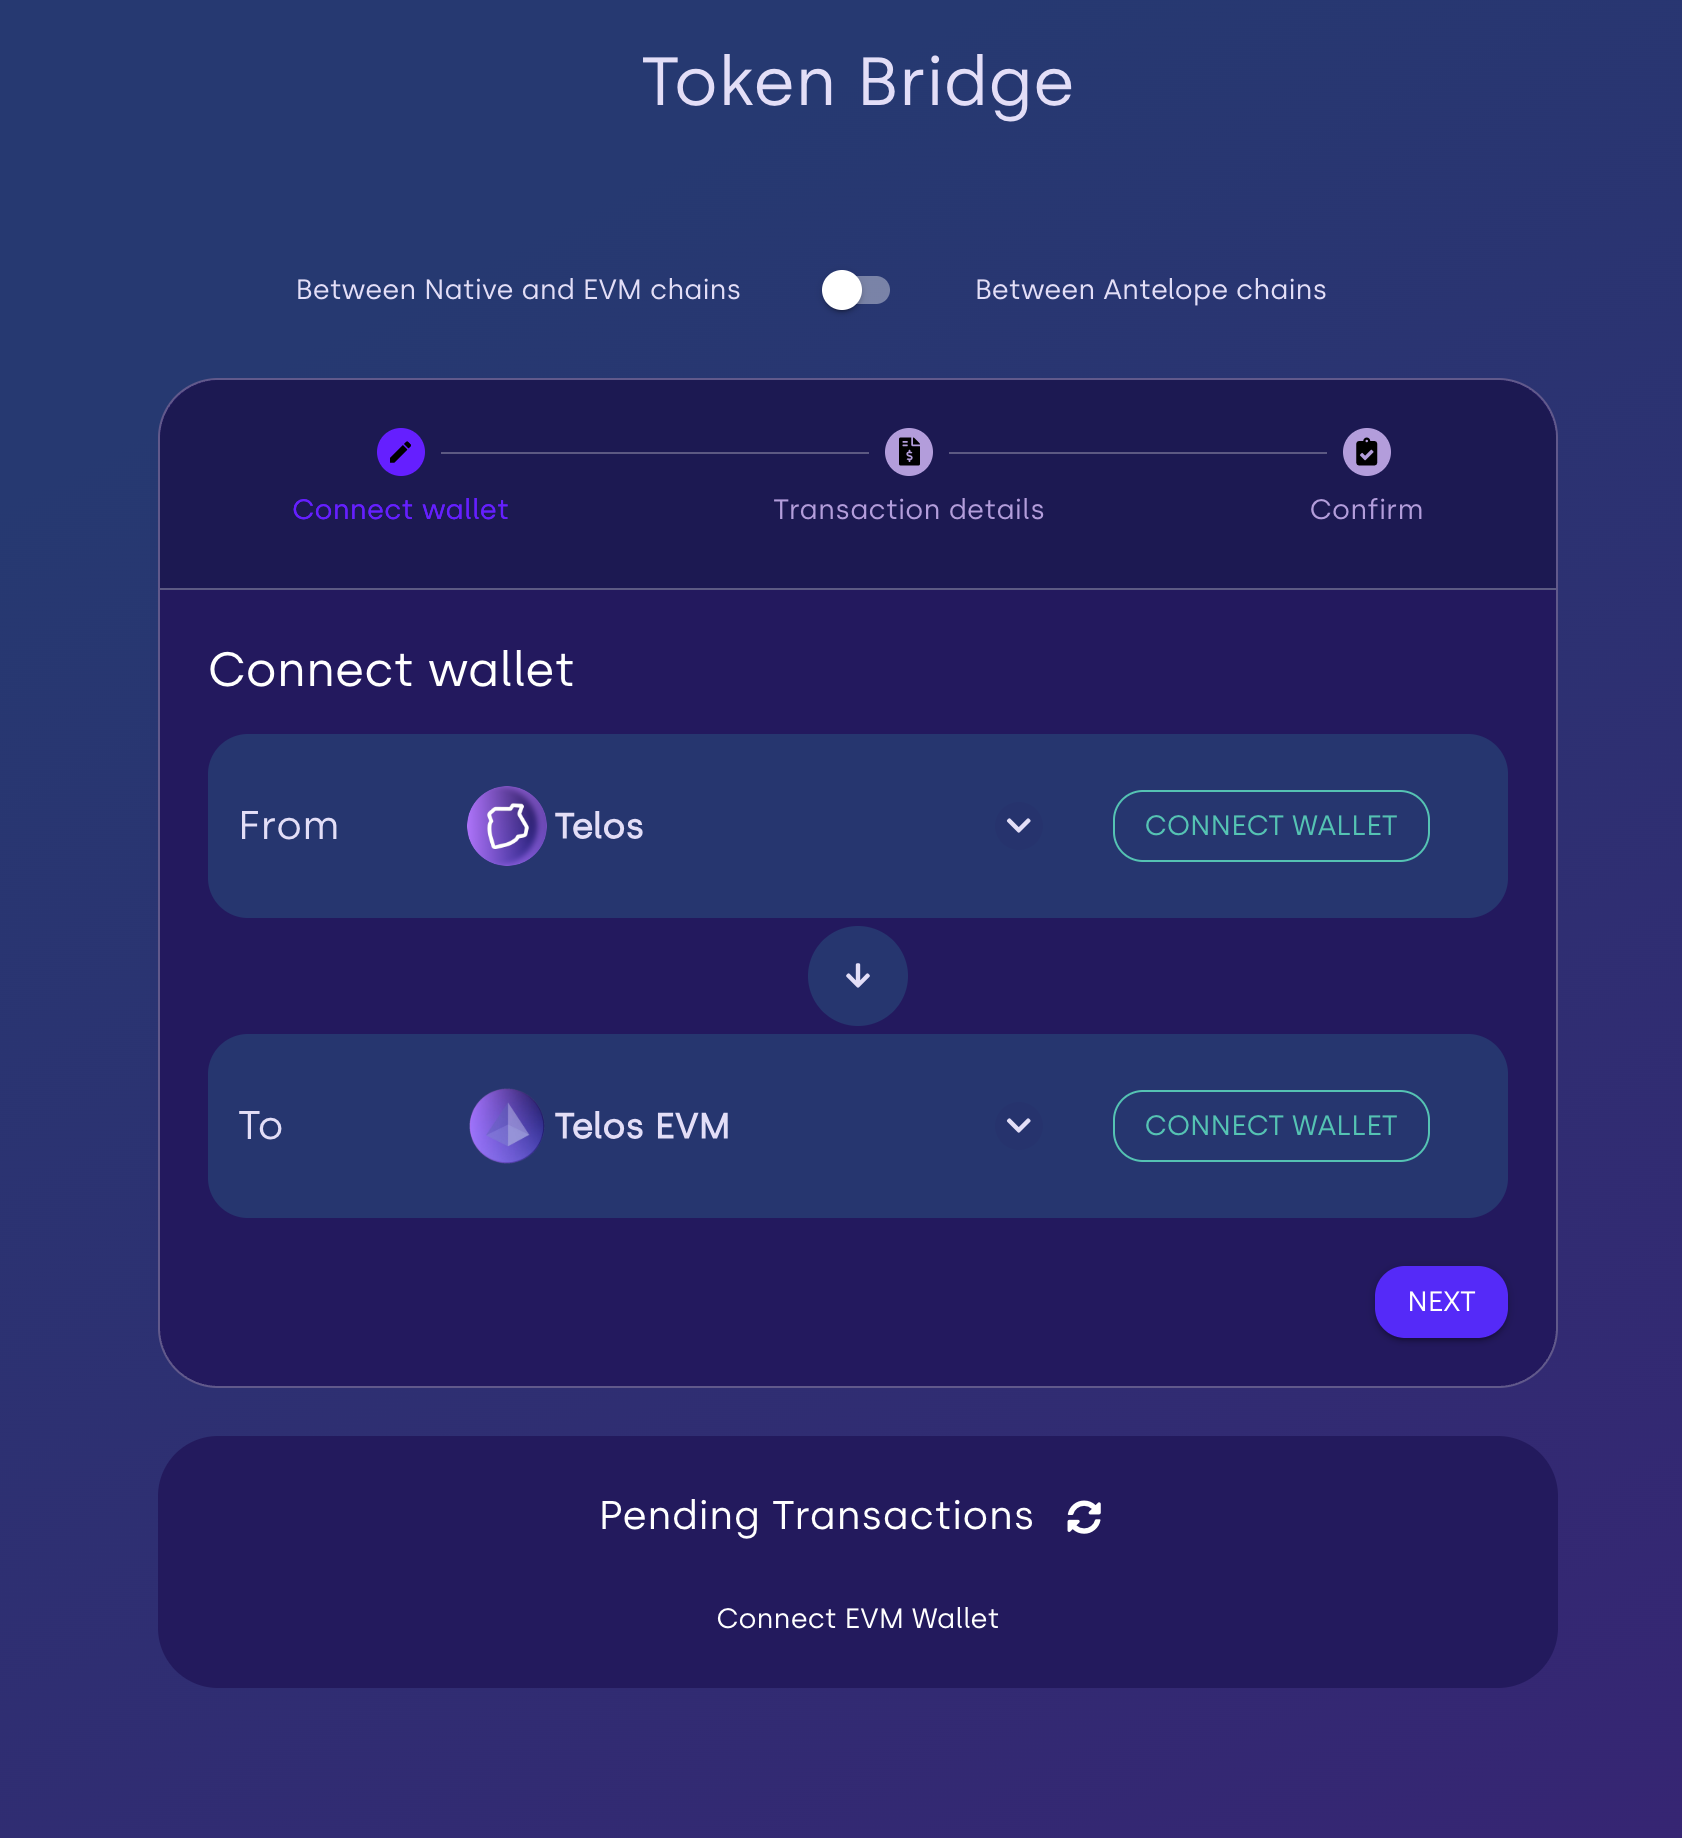 Token Bridge
Between Native and EVM chains
Between Antelope chains
Connect wallet
Transaction details
Confirm
Connect wallet
From
Telos
CONNECT WALLET
To
Telos EVM
CONNECT WALLET
NEXT
Pending Transactions
Connect EVM Wallet